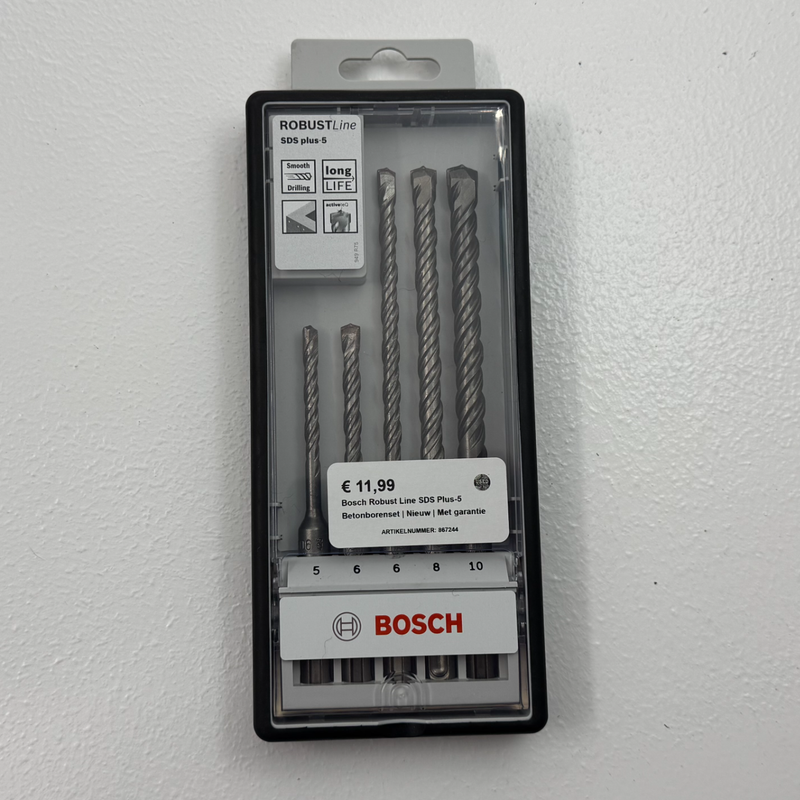 ROBUSTLine
SDS plus-5
Smooth
Drilling
long
LIFE
€ 11,99
Bosch Robust Line SDS Plus-5
Betonborenset | Nieuw | Met garantie
ARTIKELNUMMER: 867244
5 6 6 8 10
BOSCH